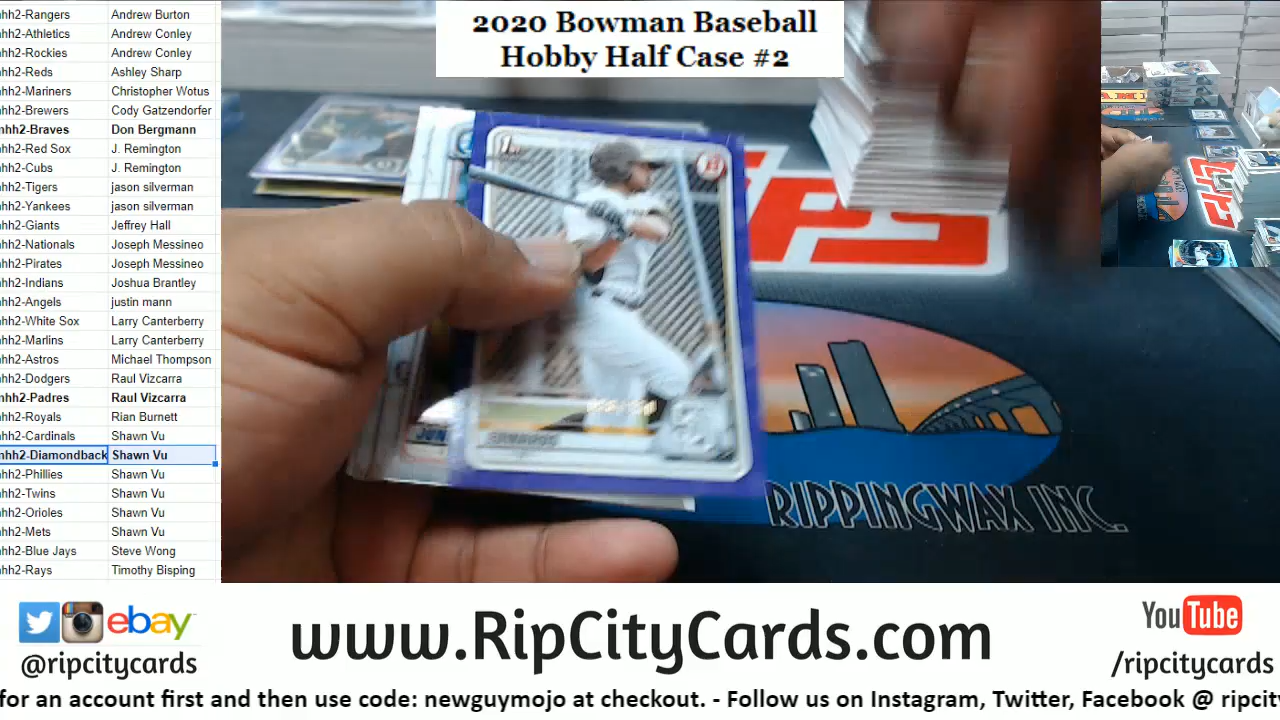 hh2-Rangers Andrew Burton
hh2-Athletics Andrew Conley
hh2-Rockies Andrew Conley
hh2-Reds Ashley Sharp
hh2-Mariners Christopher Wotus
hh2-Brewers Cody Gatzendorfer
hh2-Braves Don Bergmann
hh2-Red Sox J. Remington
hh2-Cubs J. Remington
hh2-Tigers jason silverman
hh2-Yankees jason silverman
hh2-Giants Jeffrey Hall
hh2-Nationals Joseph Messineo
hh2-Pirates Joseph Messineo
hh2-Indians Joshua Brantley
hh2-Angels justin mann
hh2-White Sox Larry Canterberry
hh2-Marlins Larry Canterberry
hh2-Astros Michael Thompson
hh2-Dodgers Raul Vizcarra
hh2-Padres Raul Vizcarra
hh2-Royals Rian Burnett
hh2-Cardinals Shawn Vu
hh2-Diamondback Shawn Vu
hh2-Phillies Shawn Vu
hh2-Twins Shawn Vu
hh2-Orioles Shawn Vu
hh2-Mets Shawn Vu
hh2-Blue Jays Steve Wong
hh2-Rays Timothy Bisping
2020 Bowman Baseball
Hobby Half Case #2
RIPPINGWAX INC.
ebay
@ripcitycards
www.RipCityCards.com
YouTube
/ripcitycards
for an account first and then use code: newguymojo at checkout. - Follow us on Instagram, Twitter, Facebook @ ripcity